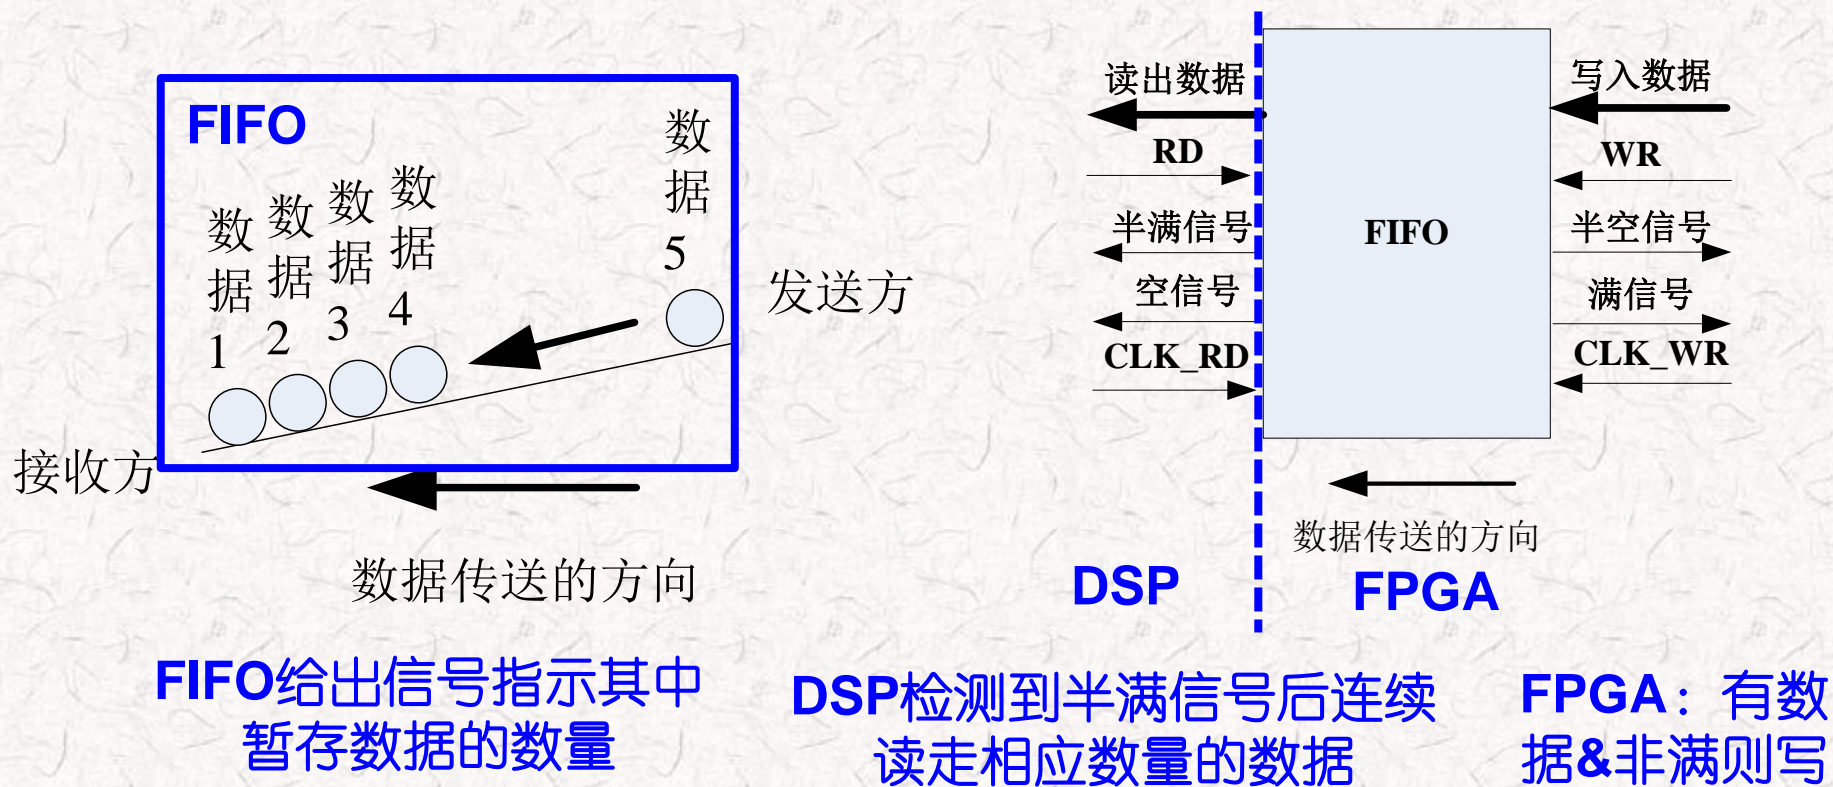 FIFO
数据1
数据2
数据3
数据4
数据5
发送方
接收方
数据传送的方向
FIFO给出信号指示其中
暂存数据的数量
读出数据
RD
半满信号
空信号
CLK_RD
FIFO
写入数据
WR
半空信号
满信号
CLK_WR
数据传送的方向
DSP
FPGA
DSP检测到半满信号后连续
读走相应数量的数据
FPGA：有数
据&非满则写